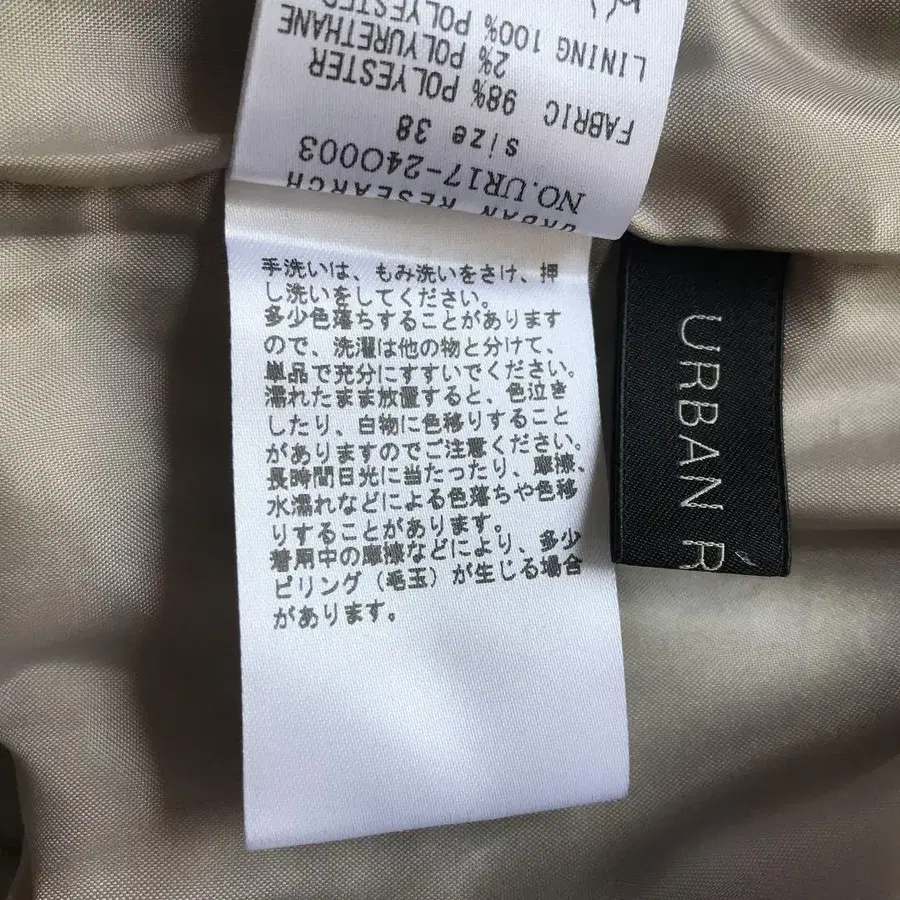 URBAN RESEARCH
NO.UR17-24O003
size 38
FABRIC 98% POLYESTER
2% POLYURETHANE
LINING 100% POLYESTER
手洗いは、もみ洗いをさけ、押
し洗いをしてください。
多少色落ちすることがあります
ので、洗濯は他の物と分けて、
単品で充分にすすいでください。
濡れたまま放置すると、色泣き
したり、白物に色移りすること
がありますのでご注意ください。
長時間日光に当たったり、摩擦、
水濡れなどによる色落ちや色移
りすることがあります。
着用中の摩擦などにより、多少
ピリング（毛玉）が生じる場合
があります。
URBAN R